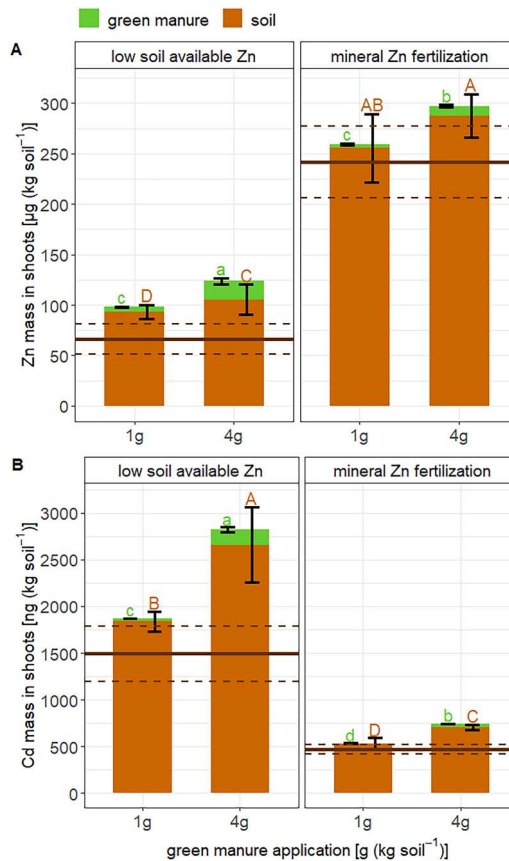 green manure soil
A
low soil available Zn mineral Zn fertilization
Zn mass in shoots [µg (kg soil⁻¹)]
300
250
200
150
100
50
0
c D a C c AB b A
1g 4g 1g 4g
B
low soil available Zn mineral Zn fertilization
Cd mass in shoots [ng (kg soil⁻¹)]
3000
2500
2000
1500
1000
500
0
c B a A d D b C
1g 4g 1g 4g
green manure application [g (kg soil⁻¹)]